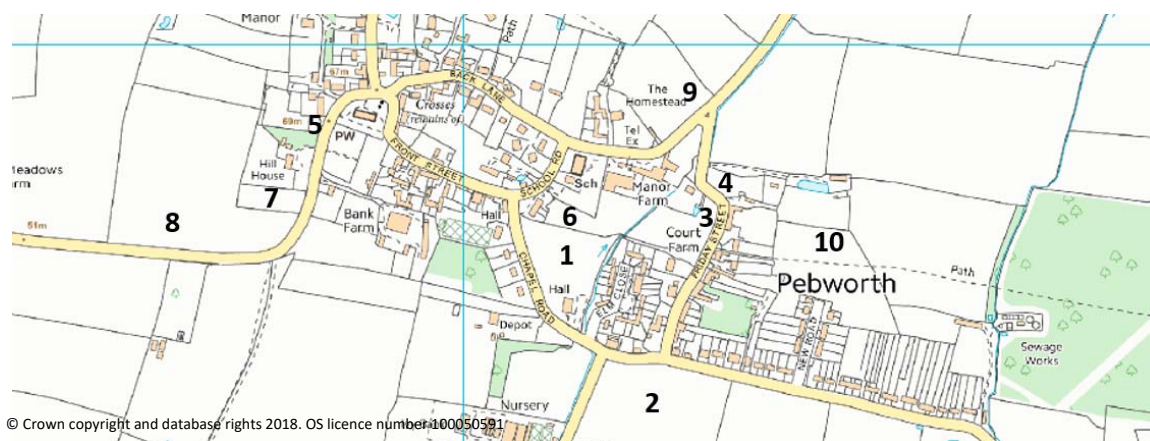 Manor
Path
67m
BACK LANE
9
The
Homestead
Crosses
(remains of)
69m
5
PW
Tel
Ex
FRONT STREET
Hill
House
SCHOOL RD
Sch
Meadows
Manor
Farm
4
7
Bank
Farm
Hall
6
3
8
51m
Court
Farm
FRIDAY STREET
10
1
CHAPEL ROAD
ELM CLOSE
Path
Pebworth
Hall
Depot
NEW ROAD
Sewage
Works
2
Nursery
© Crown copyright and database rights 2018. OS licence number 100050591